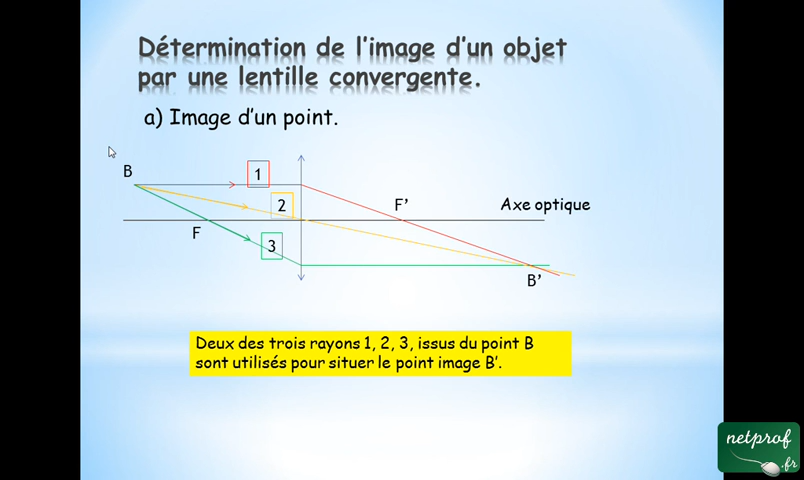 Détermination de l'image d'un objet
par une lentille convergente.
a) Image d'un point.
B
1
2
F'
Axe optique
F
3
B'
Deux des trois rayons 1, 2, 3, issus du point B
sont utilisés pour situer le point image B'.
netprof
.fr